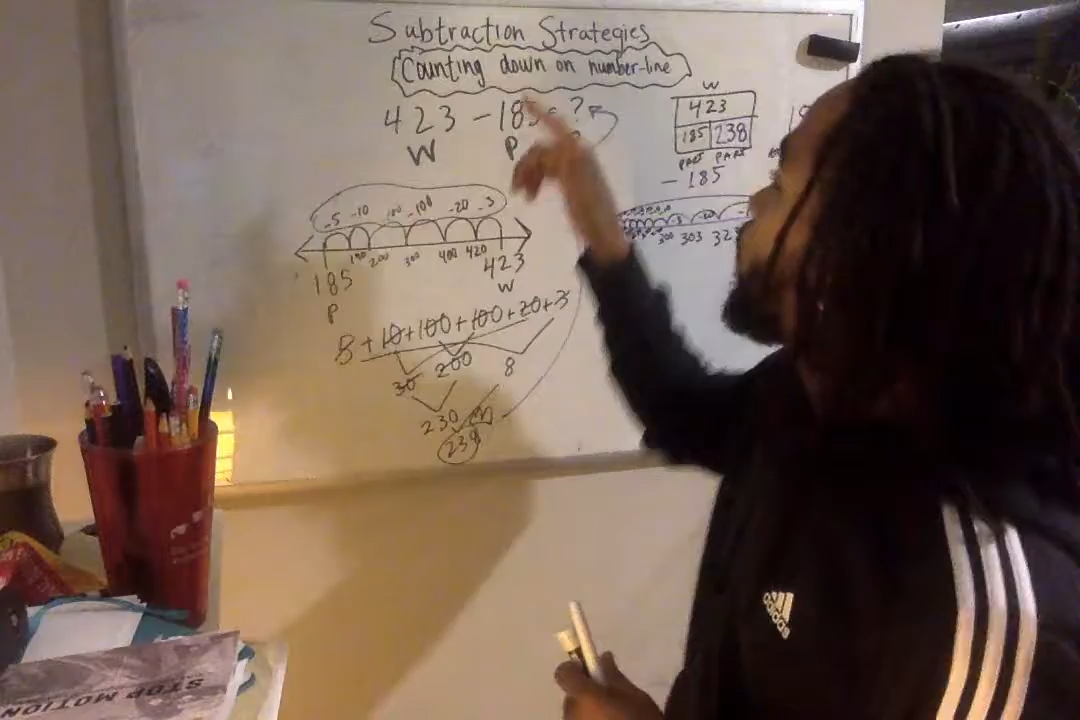 Subtraction Strategies
Counting down on number-line
423 - 185 = ?
W P
-5 -10 -100 -100 -20 -3
190 200 300 400 420
185 423
P W
5+10+100+100+20+3
30 200 8
230
238
W
423
185 238
PART PART
- 185
300 303 323
adidas
STOP MOTION